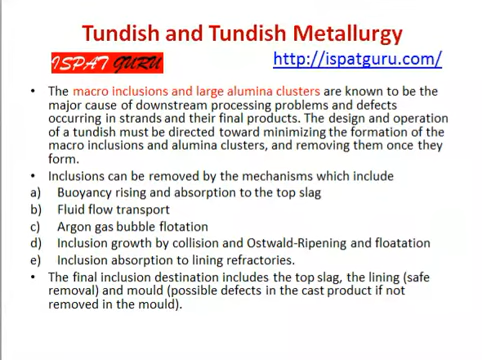 Tundish and Tundish Metallurgy
ISPAT GURU
http://ispatguru.com/
• The macro inclusions and large alumina clusters are known to be the
major cause of downstream processing problems and defects
occurring in strands and their final products. The design and operation
of a tundish must be directed toward minimizing the formation of the
macro inclusions and alumina clusters, and removing them once they
form.
• Inclusions can be removed by the mechanisms which include
a) Buoyancy rising and absorption to the top slag
b) Fluid flow transport
c) Argon gas bubble flotation
d) Inclusion growth by collision and Ostwald-Ripening and floatation
e) Inclusion absorption to lining refractories.
• The final inclusion destination includes the top slag, the lining (safe
removal) and mould (possible defects in the cast product if not
removed in the mould).